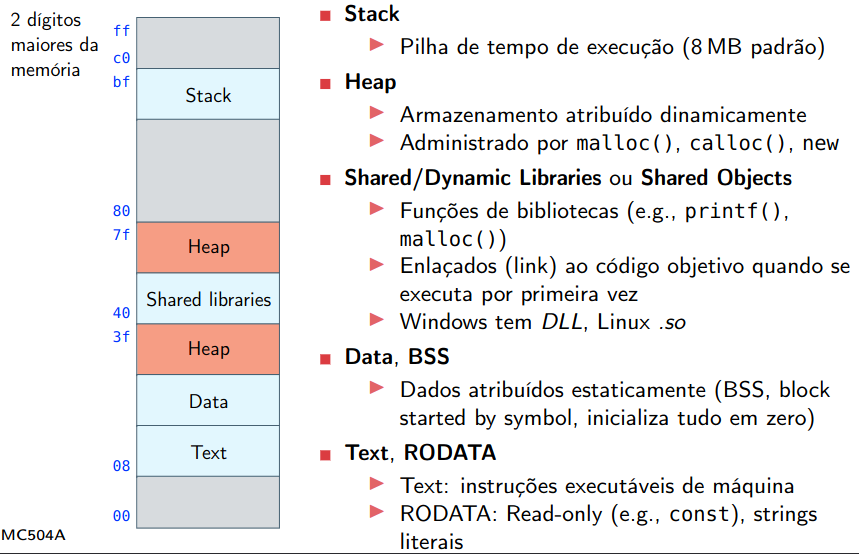 2 dígitos
maiores da
memória
ff
c0
bf
Stack
80
7f
Heap
Shared libraries
40
3f
Heap
Data
Text
08
00
MC504A
Stack
Pilha de tempo de execução (8 MB padrão)
Heap
Armazenamento atribuído dinamicamente
Administrado por malloc(), calloc(), new
Shared/Dynamic Libraries ou Shared Objects
Funções de bibliotecas (e.g., printf(),
malloc())
Enlaçados (link) ao código objetivo quando se
executa por primeira vez
Windows tem DLL, Linux .so
Data, BSS
Dados atribuídos estaticamente (BSS, block
started by symbol, inicializa tudo em zero)
Text, RODATA
Text: instruções executáveis de máquina
RODATA: Read-only (e.g., const), strings
literais